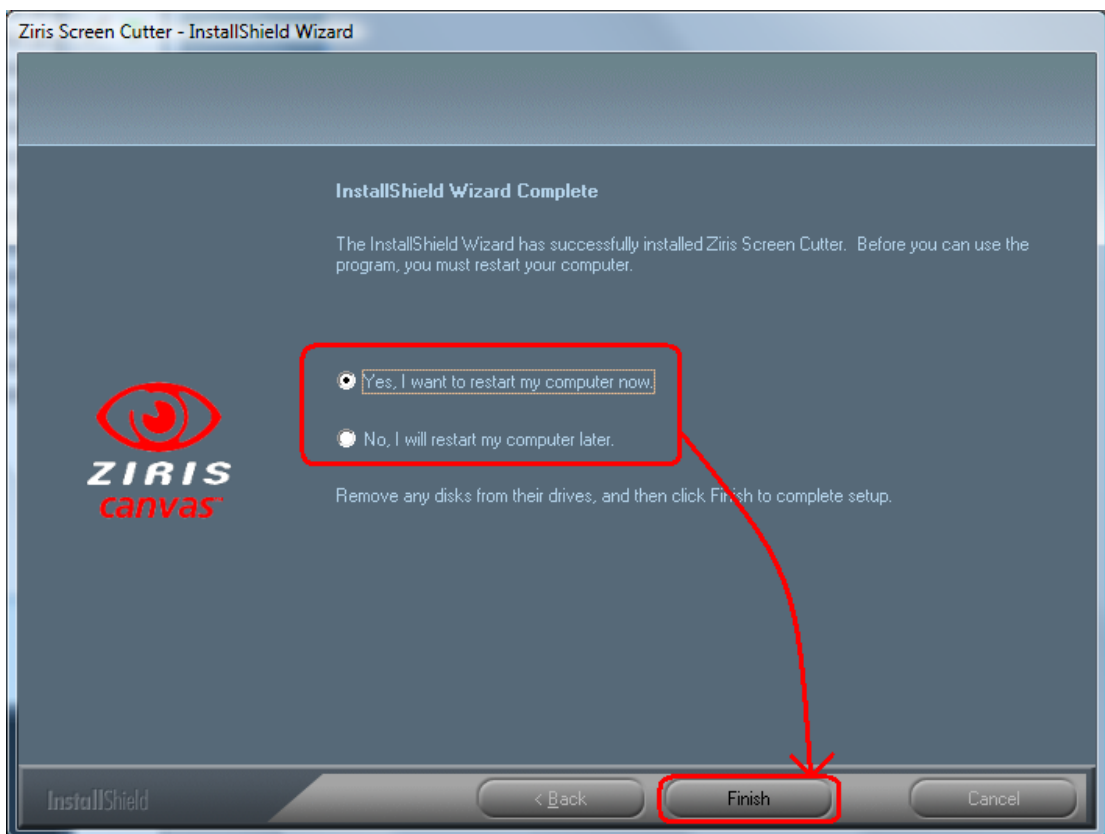 Ziris Screen Cutter - InstallShield Wizard
InstallShield Wizard Complete
The InstallShield Wizard has successfully installed Ziris Screen Cutter.  Before you can use the
program, you must restart your computer.
Yes, I want to restart my computer now.
No, I will restart my computer later.
ZIRIS
canvas™
Remove any disks from their drives, and then click Finish to complete setup.
InstallShield
< Back
Finish
Cancel